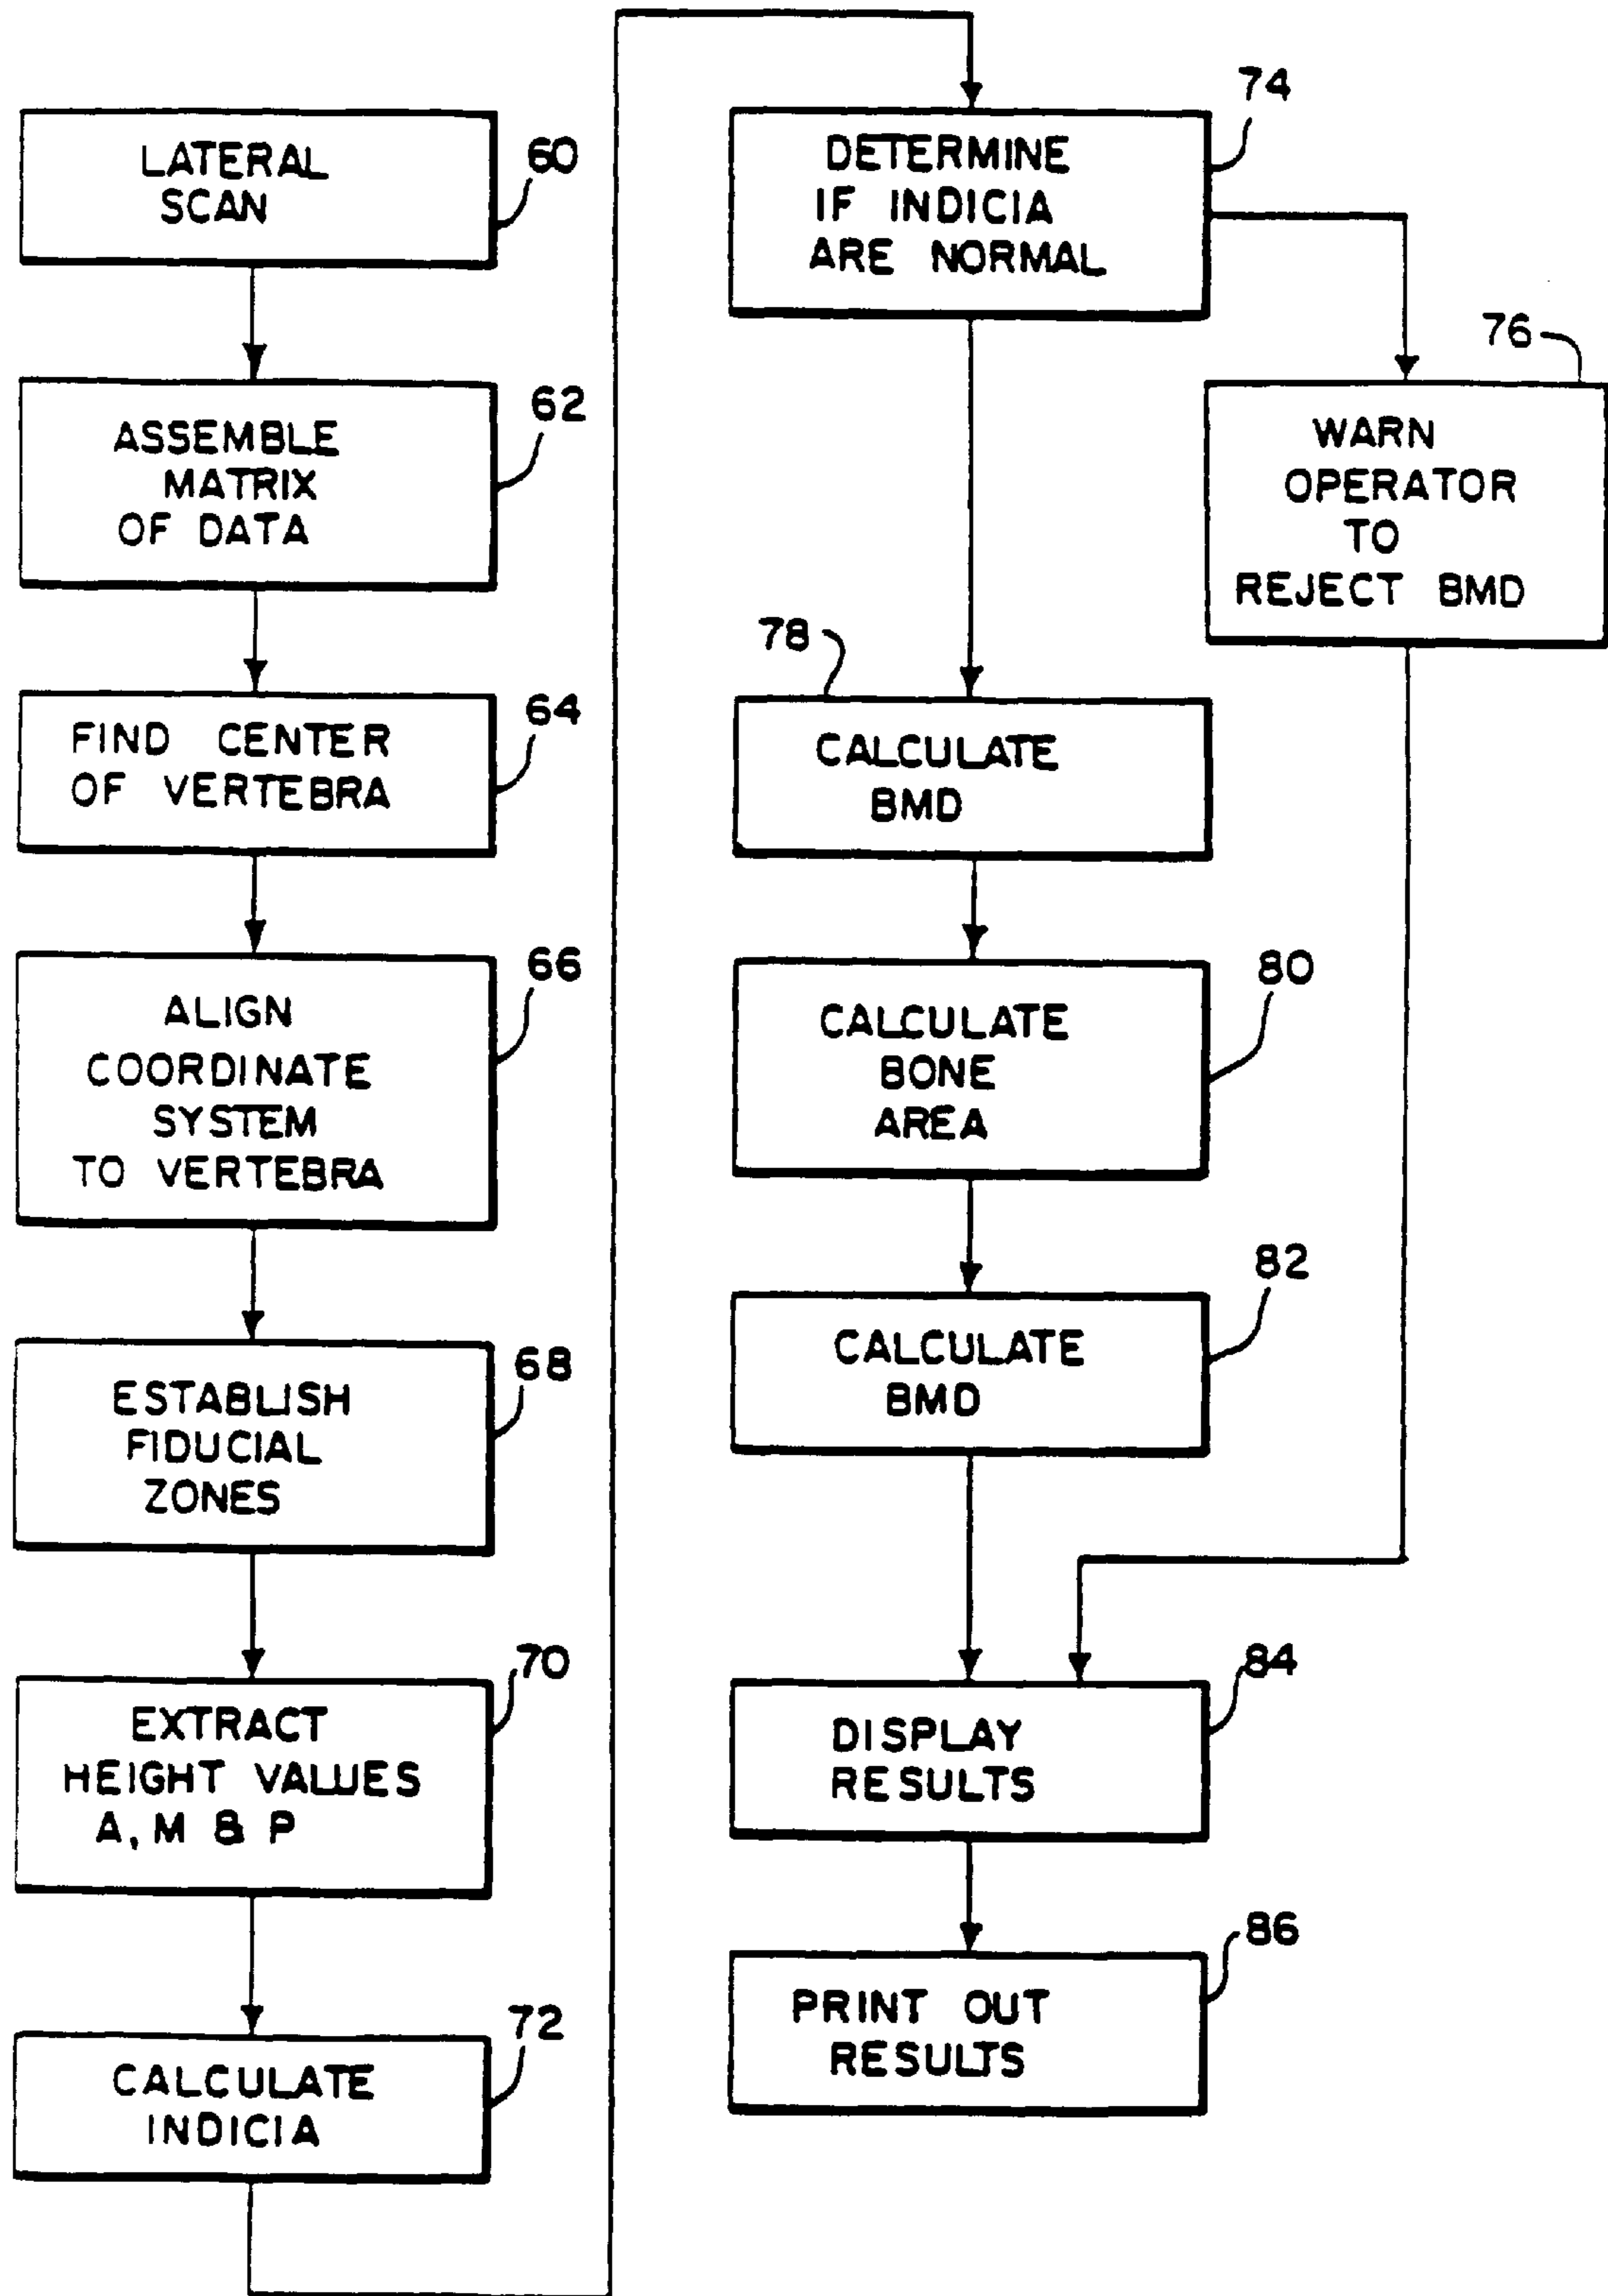 LATERAL
SCAN
60
ASSEMBLE
MATRIX
OF DATA
62
FIND CENTER
OF VERTEBRA
64
ALIGN
COORDINATE
SYSTEM
TO VERTEBRA
66
ESTABLISH
FIDUCIAL
ZONES
68
EXTRACT
HEIGHT VALUES
A, M & P
70
CALCULATE
INDICIA
72
DETERMINE
IF INDICIA
ARE NORMAL
74
WARN
OPERATOR
TO
REJECT BMD
76
CALCULATE
BMD
78
CALCULATE
BONE
AREA
80
CALCULATE
BMD
82
DISPLAY
RESULTS
84
PRINT OUT
RESULTS
86